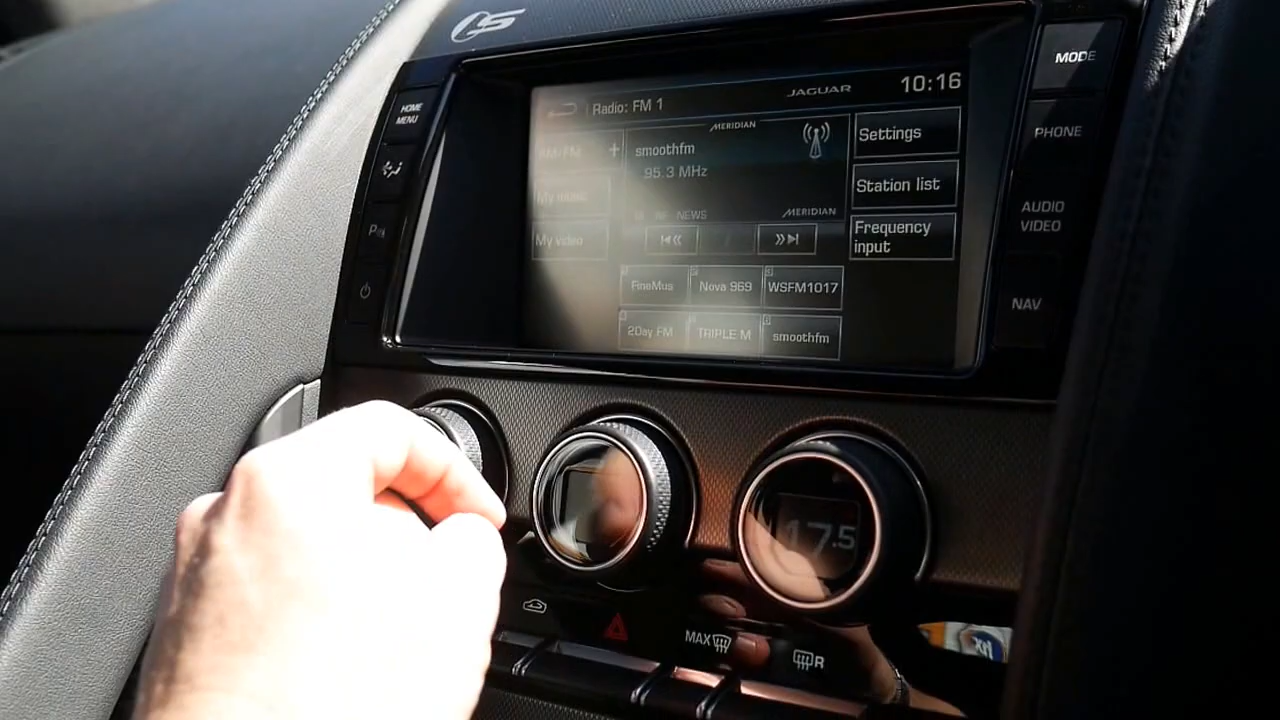 S
HOME
MENU
Radio: FM 1
JAGUAR
10:16
MODE
PHONE
AUDIO
VIDEO
NAV
AM/FM
+
MERIDIAN
smoothfm
95.3 MHz
Settings
Station list
Frequency
input
My music
My video
NEWS
MERIDIAN
FineMus
Nova 969
WSFM1017
2Day FM
TRIPLE M
smoothfm
17.5
MAX
R